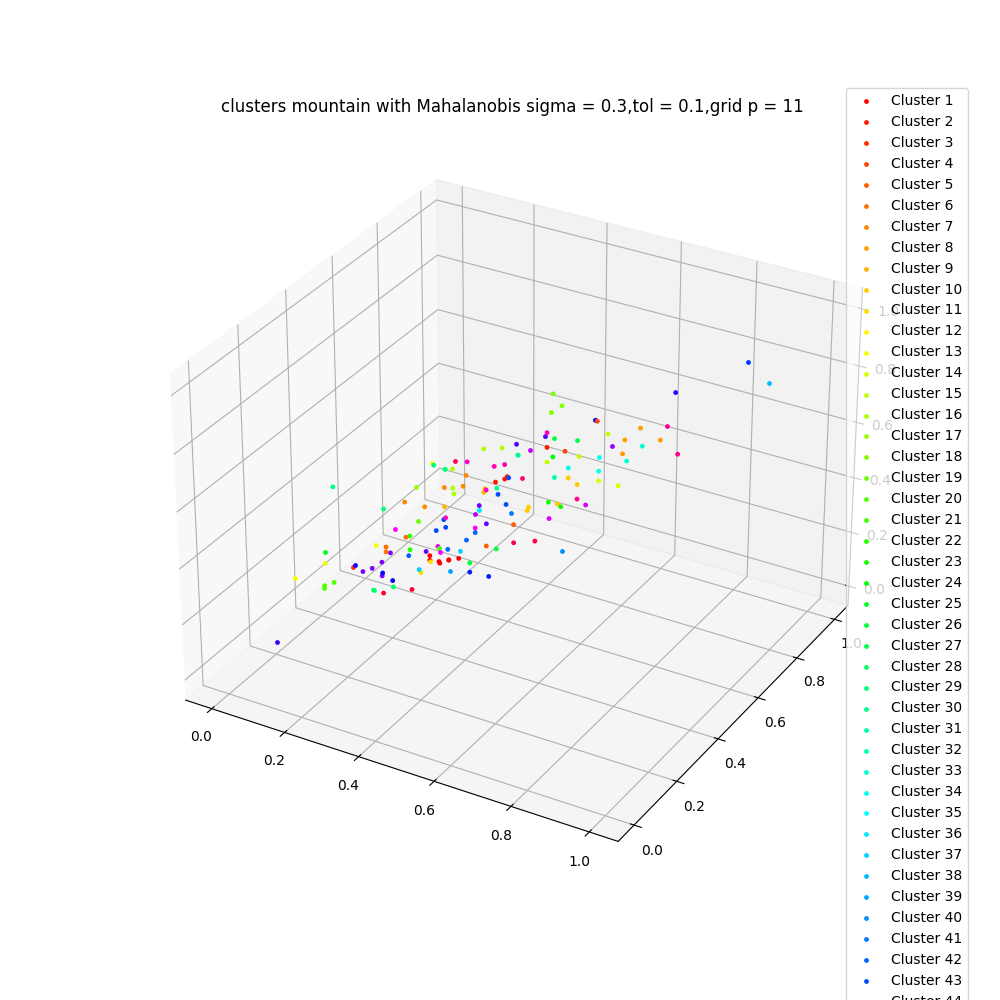 clusters mountain with Mahalanobis sigma = 0.3,tol = 0.1,grid p = 11
Cluster 1
Cluster 2
Cluster 3
Cluster 4
Cluster 5
Cluster 6
Cluster 7
Cluster 8
Cluster 9
Cluster 10
Cluster 11
Cluster 12
Cluster 13
Cluster 14
Cluster 15
Cluster 16
Cluster 17
Cluster 18
Cluster 19
Cluster 20
Cluster 21
Cluster 22
Cluster 23
Cluster 24
Cluster 25
Cluster 26
Cluster 27
Cluster 28
Cluster 29
Cluster 30
Cluster 31
Cluster 32
Cluster 33
Cluster 34
Cluster 35
Cluster 36
Cluster 37
Cluster 38
Cluster 39
Cluster 40
Cluster 41
Cluster 42
Cluster 43
Cluster 44
1.0
0.8
0.6
0.4
0.2
0.0
0.0
0.2
0.4
0.6
0.8
1.0
0.0
0.2
0.4
0.6
0.8
1.0